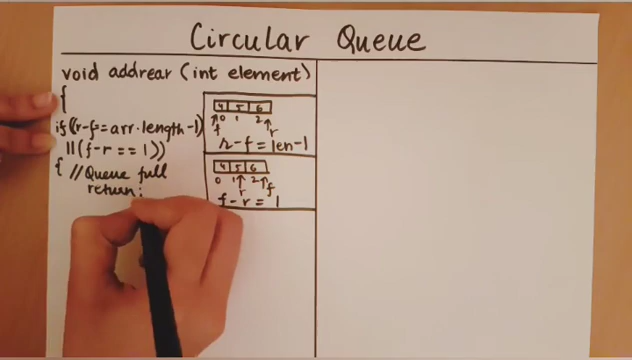 Circular Queue
void addrear (int element)
{
if((r-f=arr.length-1)
||(f-r==1))
{ //Queue full
return;
4 5 6
0 1 2
f r
r-f=len-1
4 5 6
0 1 2
r f
f-r= 1